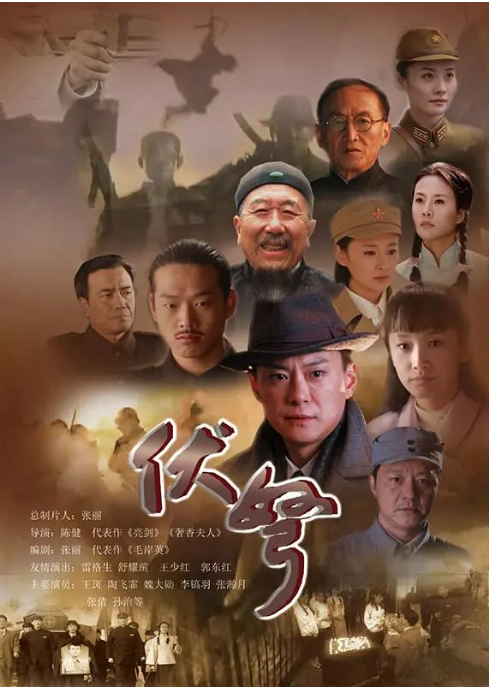 伏弩
总制片人：张丽
导演：陈健 代表作《亮剑》《奢香夫人》
编剧：张丽 代表作《毛岸英》
友情演出：雷格生 舒耀瑄 王少红 郭东红
主要演员：王斑 陶飞霏 魏大勋 李镐羽 张瀚月
张倩 孙治等